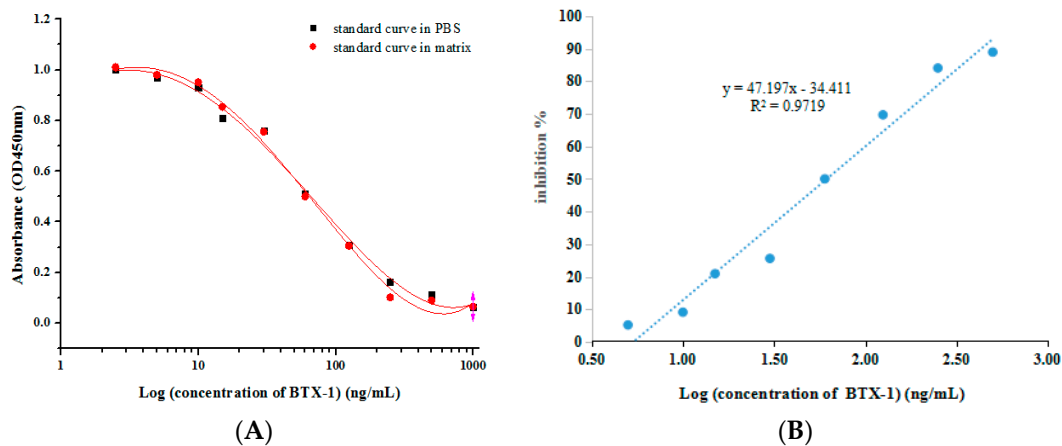 1.2
1.0
0.8
0.6
0.4
0.2
0.0
Absorbance (OD450nm)
standard curve in PBS
standard curve in matrix
1 10 100 1000
Log (concentration of BTX-1) (ng/mL)
(A)
100
90
80
70
60
50
40
30
20
10
0
inhibition %
y = 47.197x - 34.411
R² = 0.9719
0.50 1.00 1.50 2.00 2.50 3.00
Log (concentration of BTX-1) (ng/mL)
(B)